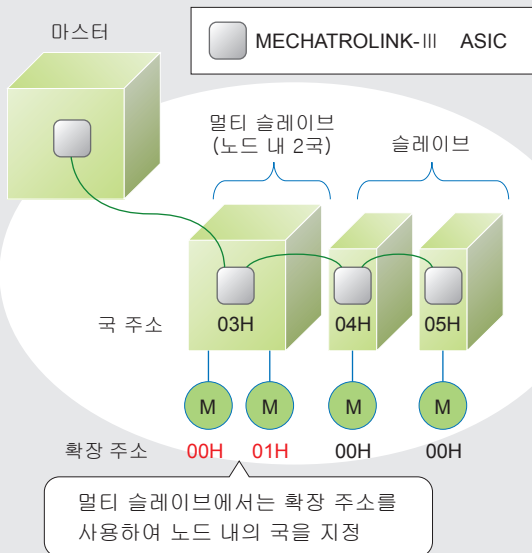 마스터
MECHATROLINK-III ASIC
멀티 슬레이브
(노드 내 2국)
슬레이브
국 주소 03H 04H 05H
M M M M
확장 주소 00H 01H 00H 00H
멀티 슬레이브에서는 확장 주소를
사용하여 노드 내의 국을 지정